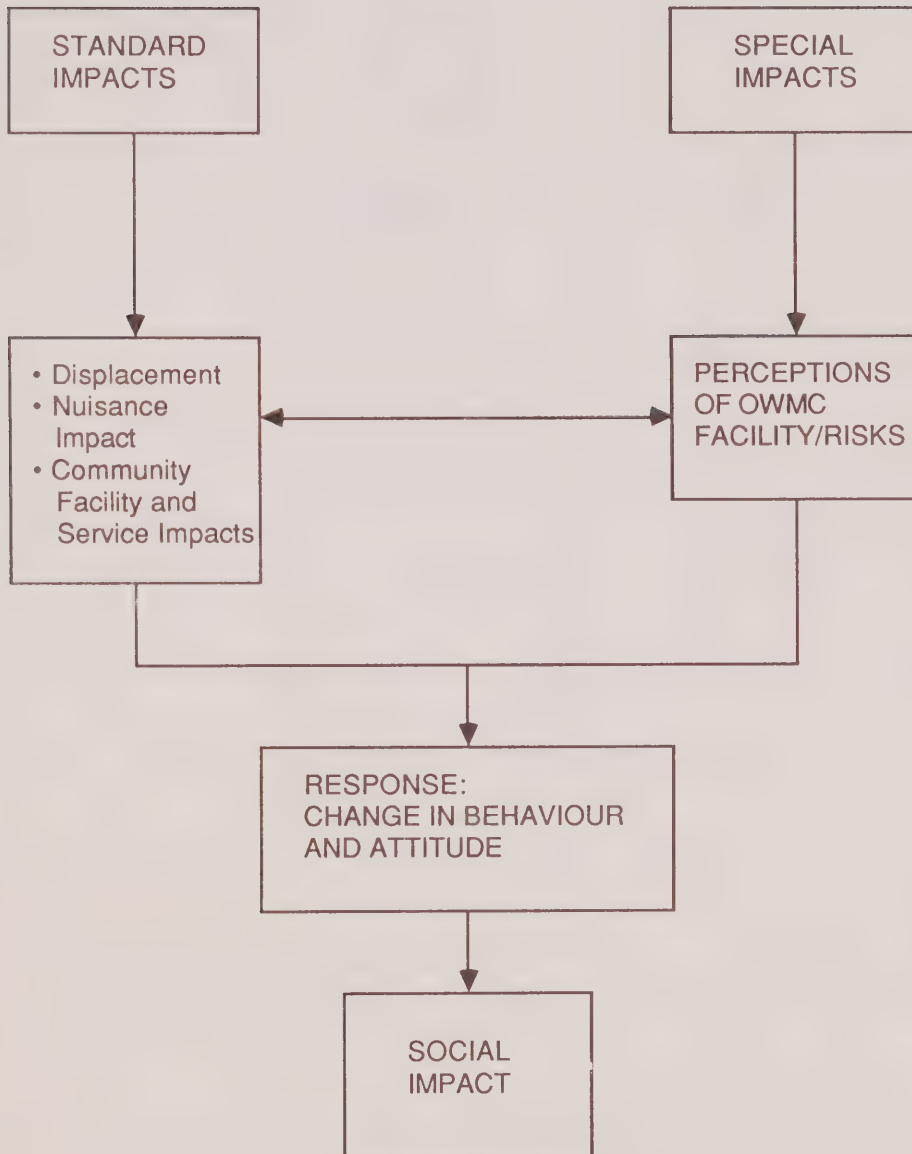 STANDARD
IMPACTS
SPECIAL
IMPACTS
• Displacement
• Nuisance
Impact
• Community
Facility and
Service Impacts
PERCEPTIONS
OF OWMC
FACILITY/RISKS
RESPONSE:
CHANGE IN BEHAVIOUR
AND ATTITUDE
SOCIAL
IMPACT